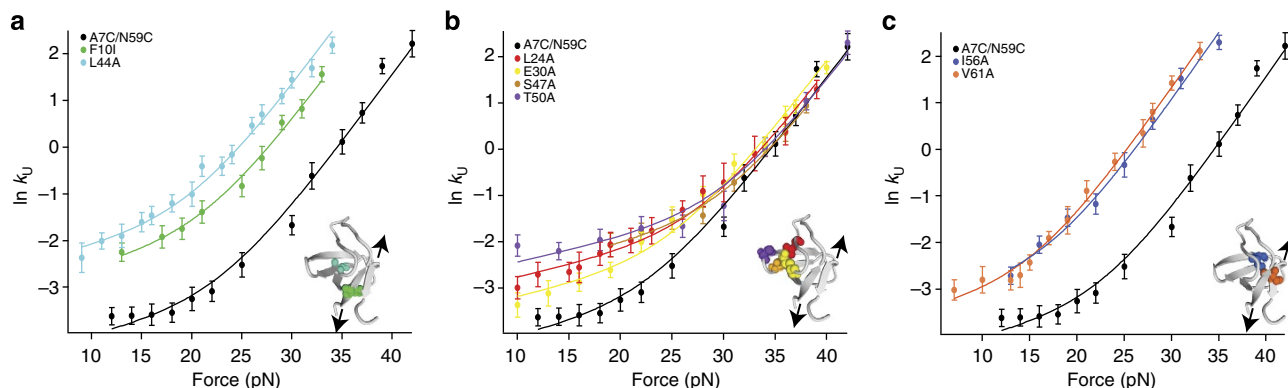 a
A7C/N59C
F10I
L44A
2
1
0
−1
−2
−3
ln kU
10 15 20 25 30 35 40
Force (pN)
b
A7C/N59C
L24A
E30A
S47A
T50A
2
1
0
−1
−2
−3
ln kU
10 15 20 25 30 35 40
Force (pN)
c
A7C/N59C
I56A
V61A
2
1
0
−1
−2
−3
ln kU
10 15 20 25 30 35 40
Force (pN)